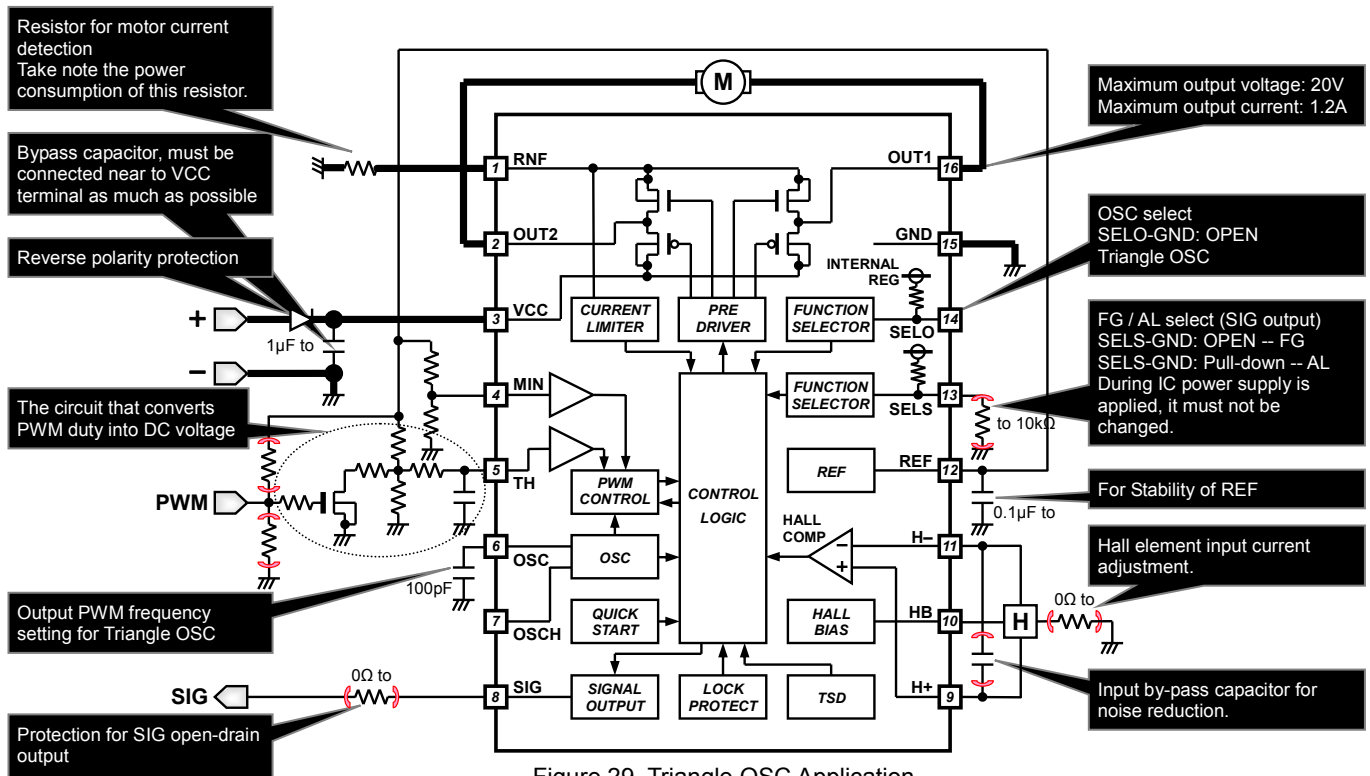 Resistor for motor current
detection
Take note the power
consumption of this resistor.
Bypass capacitor, must be
connected near to VCC
terminal as much as possible
Reverse polarity protection
+
−
1µF to
The circuit that converts
PWM duty into DC voltage
PWM
Output PWM frequency
setting for Triangle OSC
100pF
SIG
0Ω to
Protection for SIG open-drain
output
M
1
RNF
2
OUT2
3
VCC
4
MIN
5
TH
6
OSC
7
OSCH
8
SIG
CURRENT
LIMITER
PRE
DRIVER
FUNCTION
SELECTOR
FUNCTION
SELECTOR
INTERNAL
REG
PWM
CONTROL
CONTROL
LOGIC
REF
OSC
HALL
COMP
−
+
QUICK
START
HALL
BIAS
SIGNAL
OUTPUT
LOCK
PROTECT
TSD
OUT1
16
GND
15
SELO
14
SELS
13
REF
12
H−
11
HB
10
H+
9
H
Maximum output voltage: 20V
Maximum output current: 1.2A
OSC select
SELO-GND: OPEN
Triangle OSC
FG / AL select (SIG output)
SELS-GND: OPEN -- FG
SELS-GND: Pull-down -- AL
During IC power supply is
applied, it must not be
changed.
to 10kΩ
For Stability of REF
0.1µF to
Hall element input current
adjustment.
0Ω to
Input by-pass capacitor for
noise reduction.
Figure 29. Triangle OSC Application